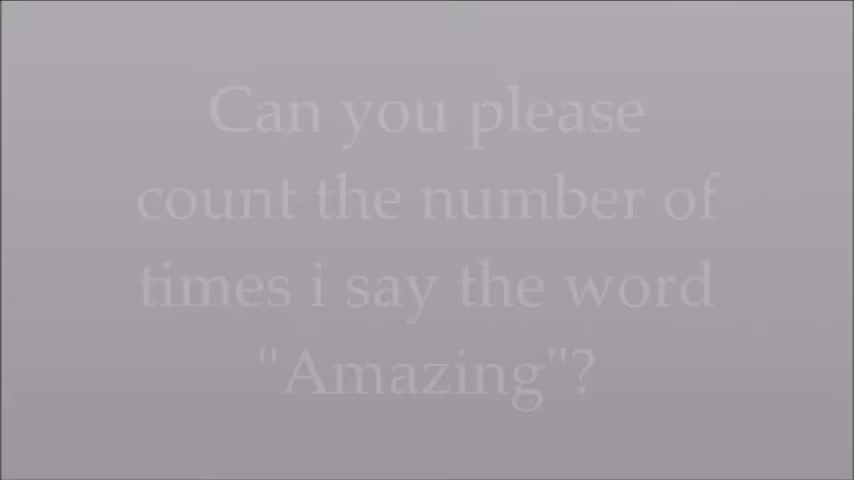 Can you please
count the number of
times i say the word
"Amazing"?